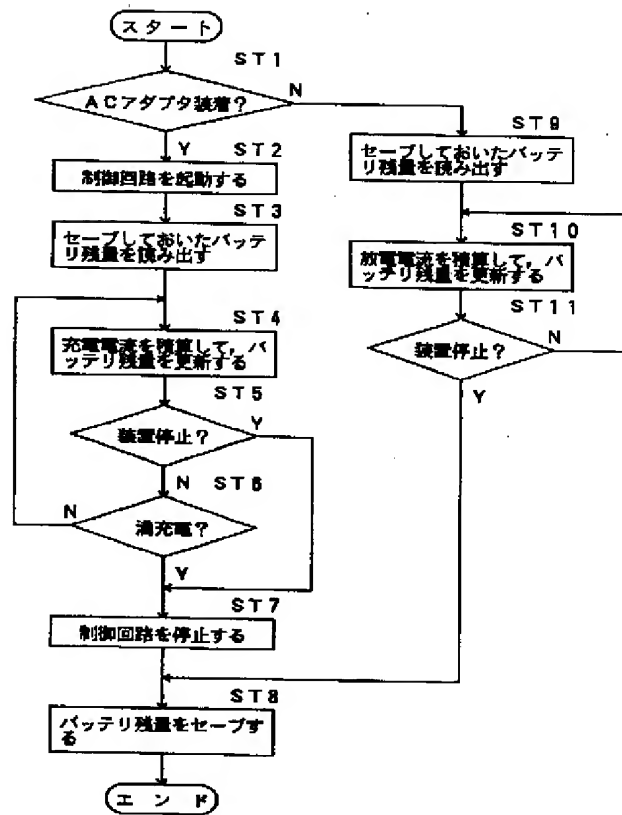 スタート
ST1
ACアダプタ装着?
N
Y
ST2
制御回路を起動する
ST3
セーブしておいたバッテ
リ残量を読み出す
ST4
充電電流を積算して,バ
ッテリ残量を更新する
ST5
装置停止?
Y
N
ST6
満充電?
N
Y
ST7
制御回路を停止する
ST8
バッテリ残量をセーブす
る
エンド
ST9
セーブしておいたバッテ
リ残量を読み出す
ST10
放電電流を積算して,バ
ッテリ残量を更新する
ST11
装置停止?
N
Y